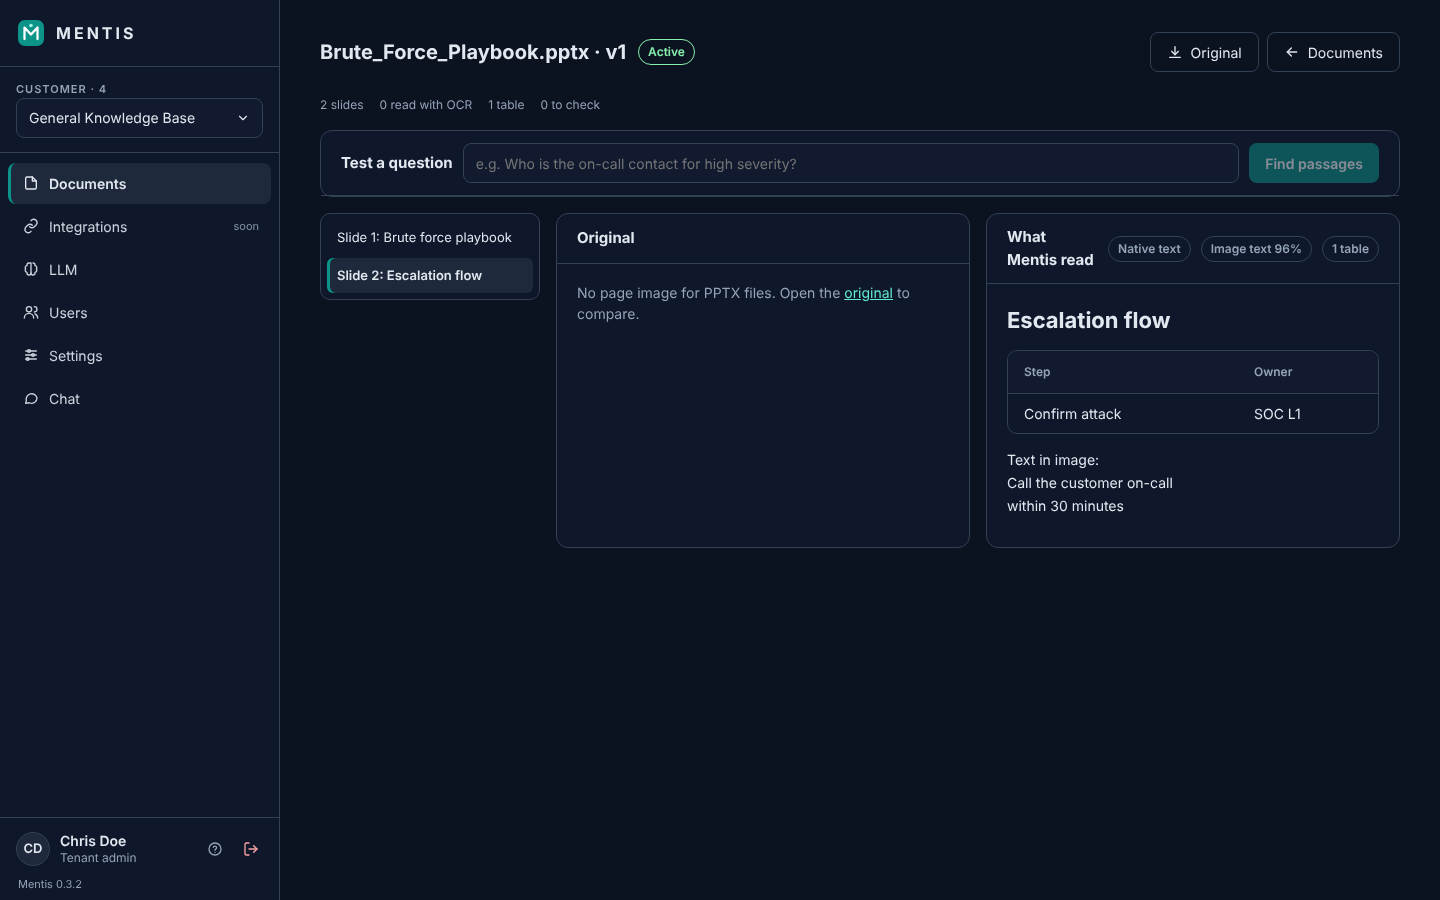 MENTIS
CUSTOMER · 4
General Knowledge Base
Documents
Integrations soon
LLM
Users
Settings
Chat
CD
Chris Doe
Tenant admin
Mentis 0.3.2
Brute_Force_Playbook.pptx · v1 Active
Original
Documents
2 slides 0 read with OCR 1 table 0 to check
Test a question e.g. Who is the on-call contact for high severity? Find passages
Slide 1: Brute force playbook
Slide 2: Escalation flow
Original
No page image for PPTX files. Open the original to
compare.
What
Mentis read
Native text Image text 96% 1 table
Escalation flow
Step Owner
Confirm attack SOC L1
Text in image:
Call the customer on-call
within 30 minutes